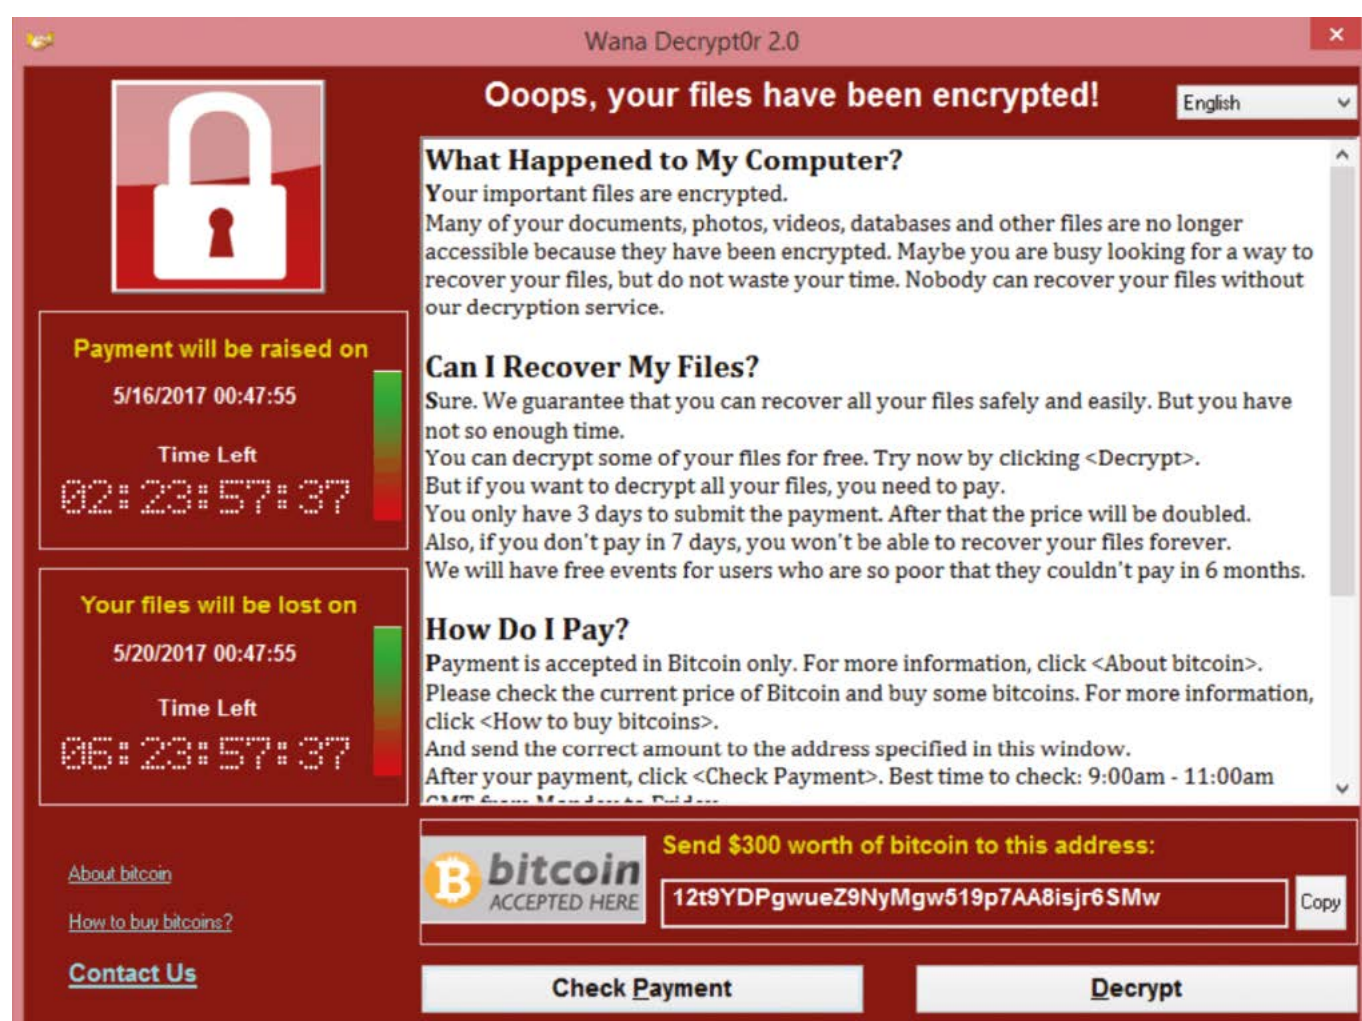 Wana Decrypt0r 2.0
Ooops, your files have been encrypted!
English
What Happened to My Computer?
Your important files are encrypted.
Many of your documents, photos, videos, databases and other files are no longer
accessible because they have been encrypted. Maybe you are busy looking for a way to
recover your files, but do not waste your time. Nobody can recover your files without
our decryption service.
Can I Recover My Files?
Sure. We guarantee that you can recover all your files safely and easily. But you have
not so enough time.
You can decrypt some of your files for free. Try now by clicking <Decrypt>.
But if you want to decrypt all your files, you need to pay.
You only have 3 days to submit the payment. After that the price will be doubled.
Also, if you don't pay in 7 days, you won't be able to recover your files forever.
We will have free events for users who are so poor that they couldn't pay in 6 months.
How Do I Pay?
Payment is accepted in Bitcoin only. For more information, click <About bitcoin>.
Please check the current price of Bitcoin and buy some bitcoins. For more information,
click <How to buy bitcoins>.
And send the correct amount to the address specified in this window.
After your payment, click <Check Payment>. Best time to check: 9:00am - 11:00am
GMT from Monday to Friday
Payment will be raised on
5/16/2017 00:47:55
Time Left
02:23:57:37
Your files will be lost on
5/20/2017 00:47:55
Time Left
06:23:57:37
About bitcoin
How to buy bitcoins?
Contact Us
bitcoin
ACCEPTED HERE
Send $300 worth of bitcoin to this address:
12t9YDPgwueZ9NyMgw519p7AA8isjr6SMw
Copy
Check Payment
Decrypt